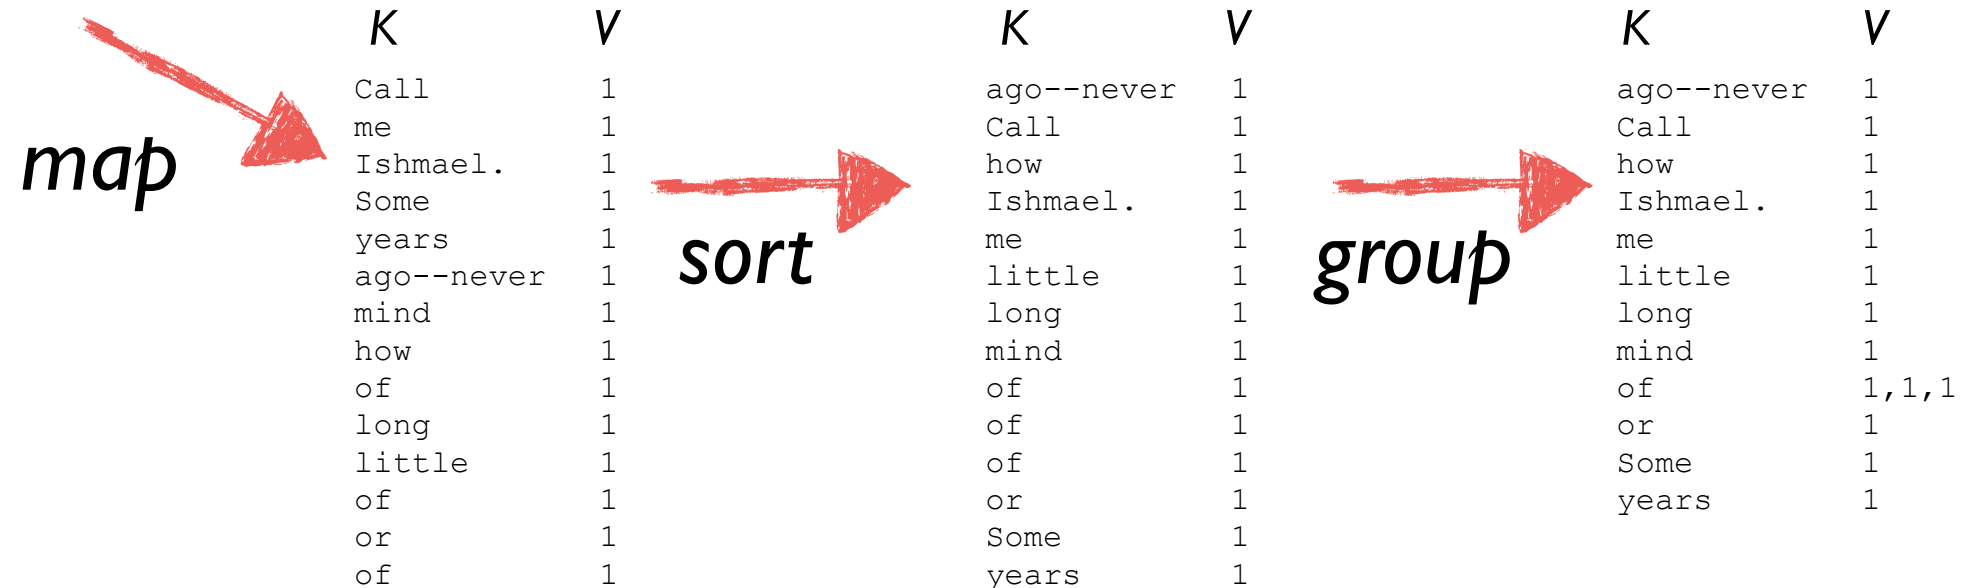 K V K V K V
Call 1 ago--never 1 ago--never 1
me 1 Call 1 Call 1
Ishmael. 1 how 1 how 1
Some 1 Ishmael. 1 Ishmael. 1
years 1 me 1 me 1
ago--never 1 little 1 little 1
mind 1 long 1 long 1
how 1 mind 1 mind 1
of 1 of 1 of 1,1,1
long 1 of 1 or 1
little 1 of 1 Some 1
of 1 or 1 years 1
or 1 Some 1
of 1 years 1
map
sort
group